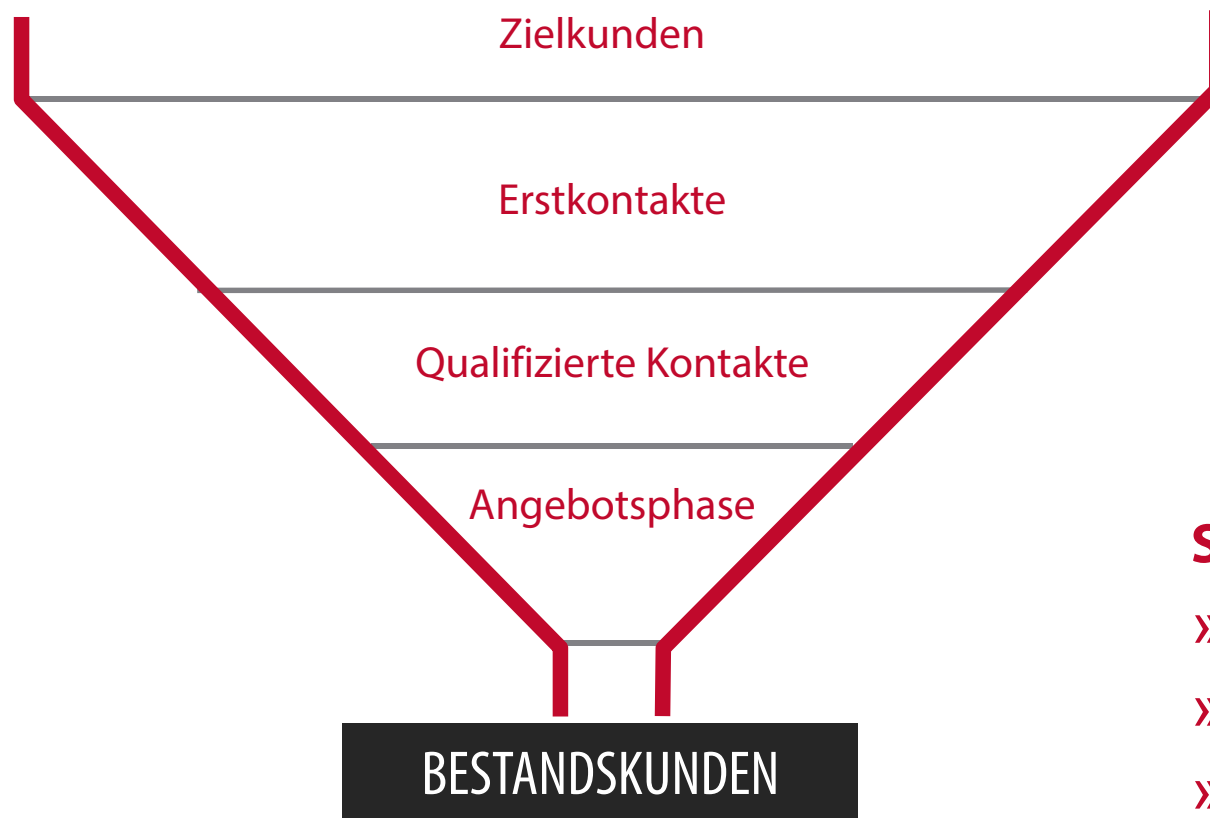 Zielkunden
Erstkontakte
Qualifizierte Kontakte
Angebotsphase
»
»
»
BESTANDSKUNDEN